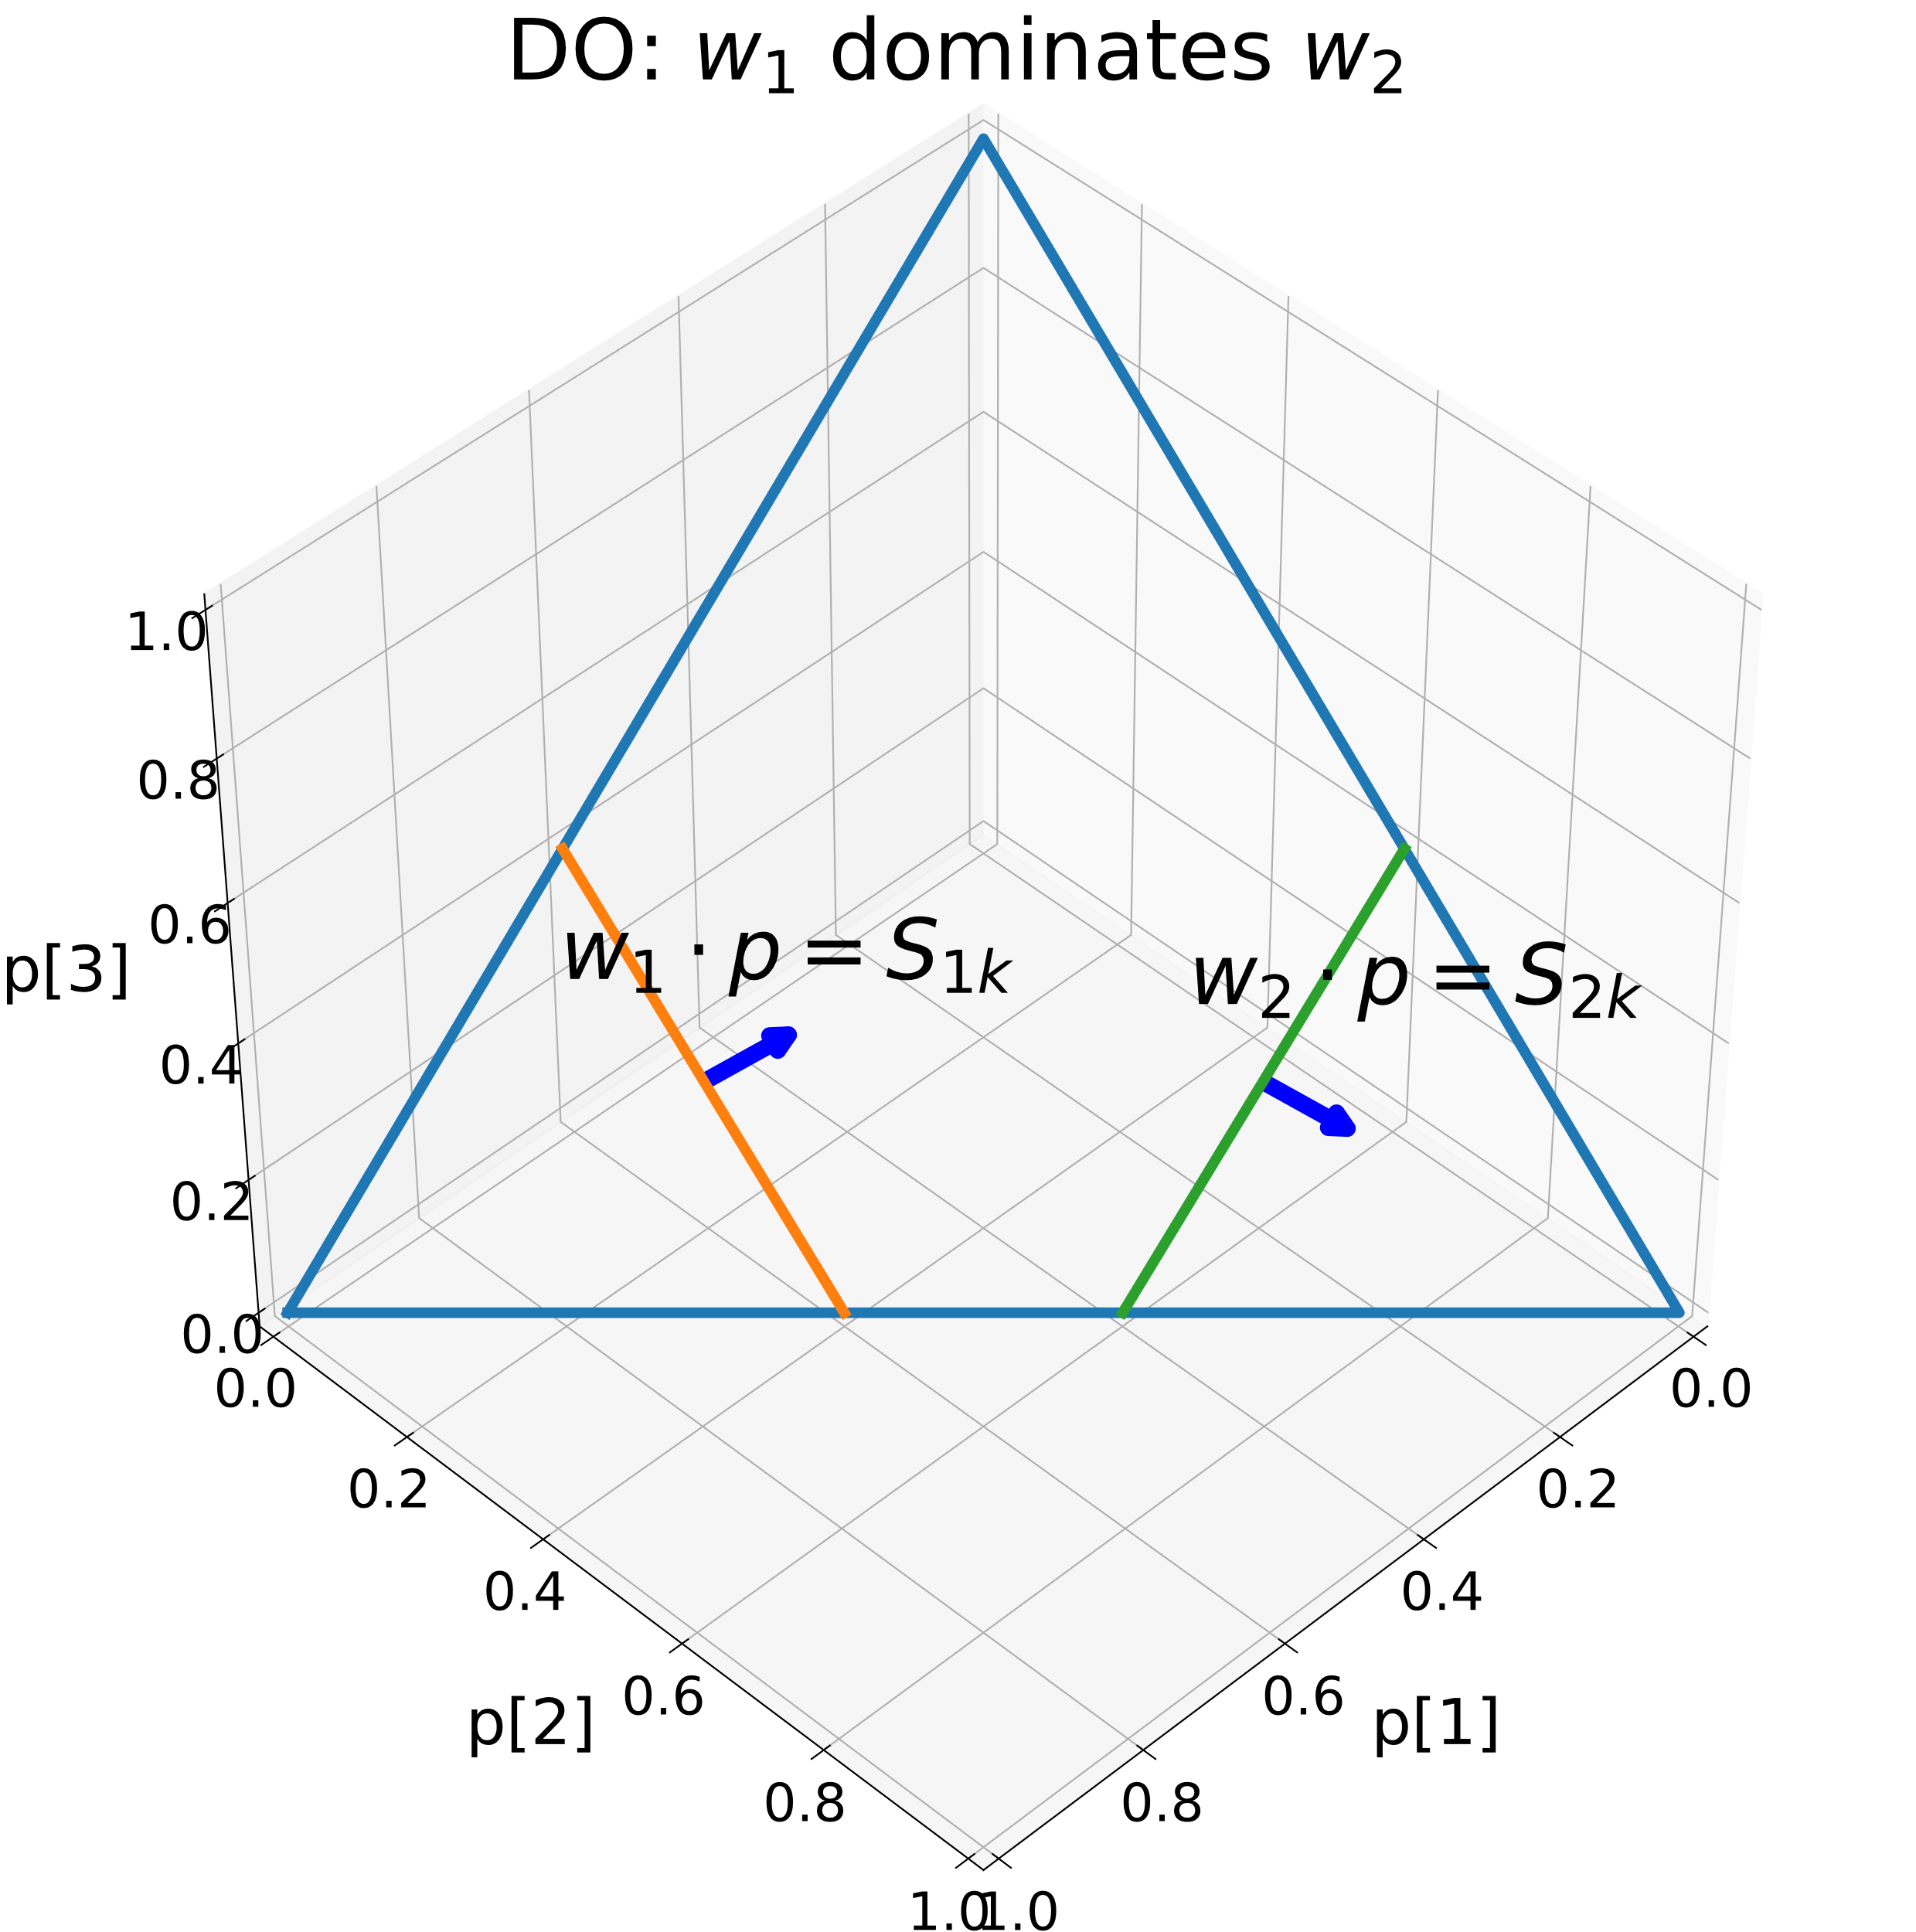 DO: w₁ dominates w₂
1.0
0.8
0.6
p[3]
w₁ · p = S₁ₖ
w₂ · p = S₂ₖ
0.4
0.2
0.0
0.0 0.0
0.2 0.2
0.4 0.4
0.6 0.6
p[2] p[1]
0.8 0.8
1.0 1.0